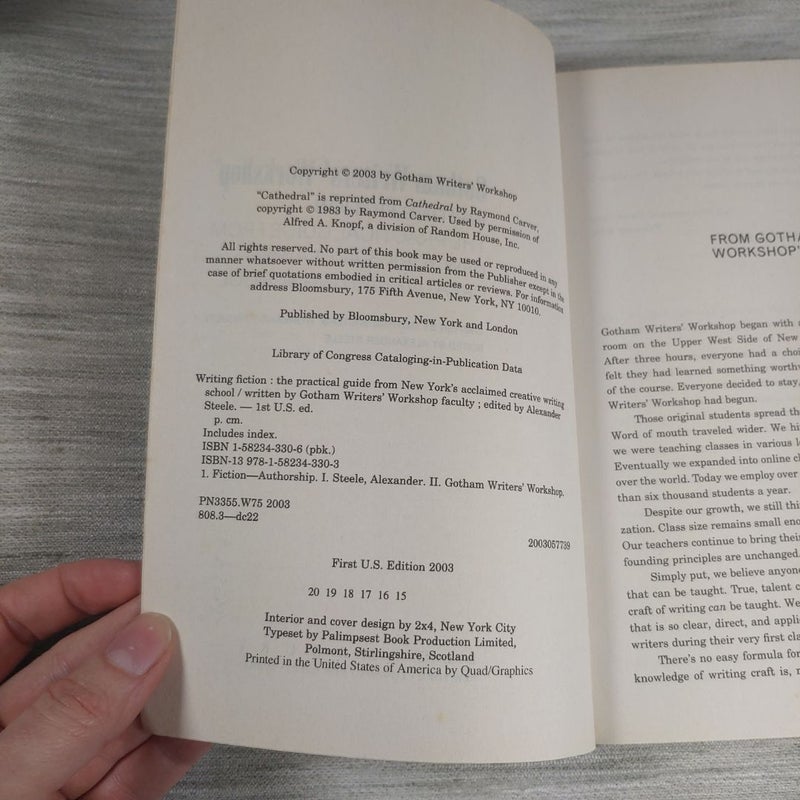 Copyright © 2003 by Gotham Writers' Workshop
"Cathedral" is reprinted from Cathedral by Raymond Carver,
copyright © 1983 by Raymond Carver. Used by permission of
Alfred A. Knopf, a division of Random House, Inc.
All rights reserved. No part of this book may be used or reproduced in any
manner whatsoever without written permission from the Publisher except in the
case of brief quotations embodied in critical articles or reviews. For information
address Bloomsbury, 175 Fifth Avenue, New York, NY 10010.
Published by Bloomsbury, New York and London
Library of Congress Cataloging-in-Publication Data
Writing fiction : the practical guide from New York's acclaimed creative writing
school / written by Gotham Writers' Workshop faculty ; edited by Alexander
Steele. — 1st U.S. ed.
p. cm.
Includes index.
ISBN 1-58234-330-6 (pbk.)
ISBN-13 978-1-58234-330-3
1. Fiction—Authorship. I. Steele, Alexander. II. Gotham Writers' Workshop.
PN3355.W75 2003
808.3—dc22
2003057739
First U.S. Edition 2003
20 19 18 17 16 15
Interior and cover design by 2x4, New York City
Typeset by Palimpsest Book Production Limited,
Polmont, Stirlingshire, Scotland
Printed in the United States of America by Quad/Graphics
FROM GOTHA
WORKSHOP
Gotham Writers' Workshop began with
room on the Upper West Side of New
After three hours, everyone had a choi
felt they had learned something worthw
of the course. Everyone decided to stay,
Writers' Workshop had begun.
Those original students spread th
Word of mouth traveled wider. We hi
we were teaching classes in various l
Eventually we expanded into online c
over the world. Today we employ over
than six thousand students a year.
Despite our growth, we still thi
zation. Class size remains small eno
Our teachers continue to bring their
founding principles are unchanged.
Simply put, we believe anyone
that can be taught. True, talent c
craft of writing can be taught. We
that is so clear, direct, and appli
writers during their very first cla
There's no easy formula for
knowledge of writing craft is,